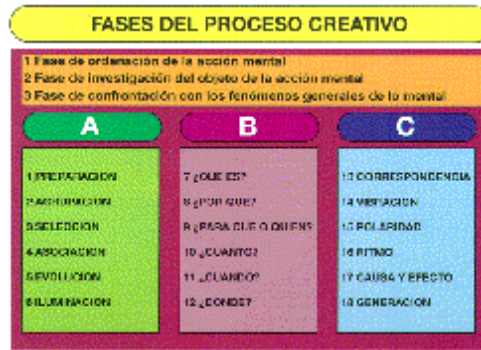 FASES DEL PROCESO CREATIVO
1 Fase de ordenación de la acción mental
2 Fase de investigación del objeto de la acción mental
3 Fase de confrontación con los fenómenos generales de lo mental
A
1 PREPARACION
2 AGRUPACION
3 SELECCION
4 ASOCIACION
5 EVOLUCION
6 ILUMINACION
B
7 ¿QUE ES?
8 ¿POR QUE?
9 ¿PARA QUE O QUIEN?
10 ¿CUANTO?
11 ¿CUANDO?
12 ¿DONDE?
C
13 CORRESPONDENCIA
14 VIBRACION
15 POLARIDAD
16 RITMO
17 CAUSA Y EFECTO
18 GENERACION